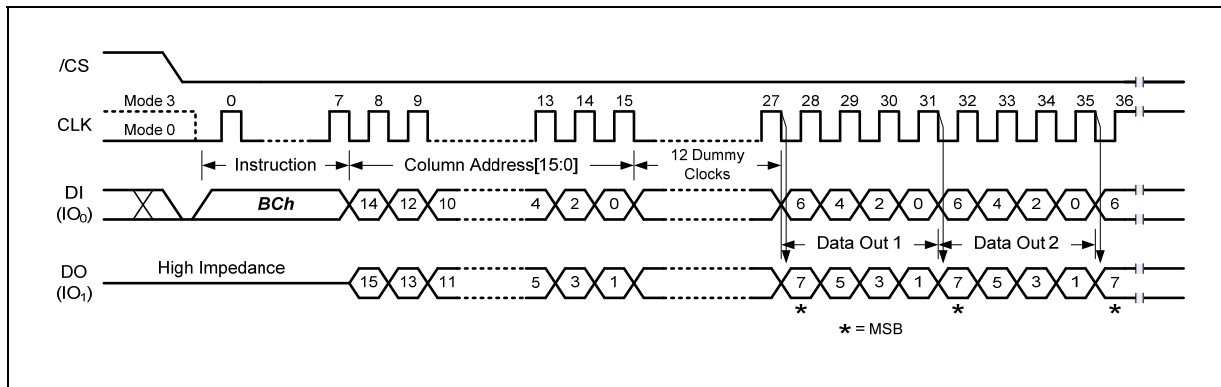 /CS
Mode 3 0 7 8 9 13 14 15 27 28 29 30 31 32 33 34 35 36
CLK
Mode 0
Instruction Column Address[15:0] 12 Dummy Clocks
DI
(IO0)
BCh 14 12 10 4 2 0 6 4 2 0 6 4 2 0 6
Data Out 1 Data Out 2
DO
(IO1)
High Impedance 15 13 11 5 3 1 7 5 3 1 7 5 3 1 7
* * *
* = MSB